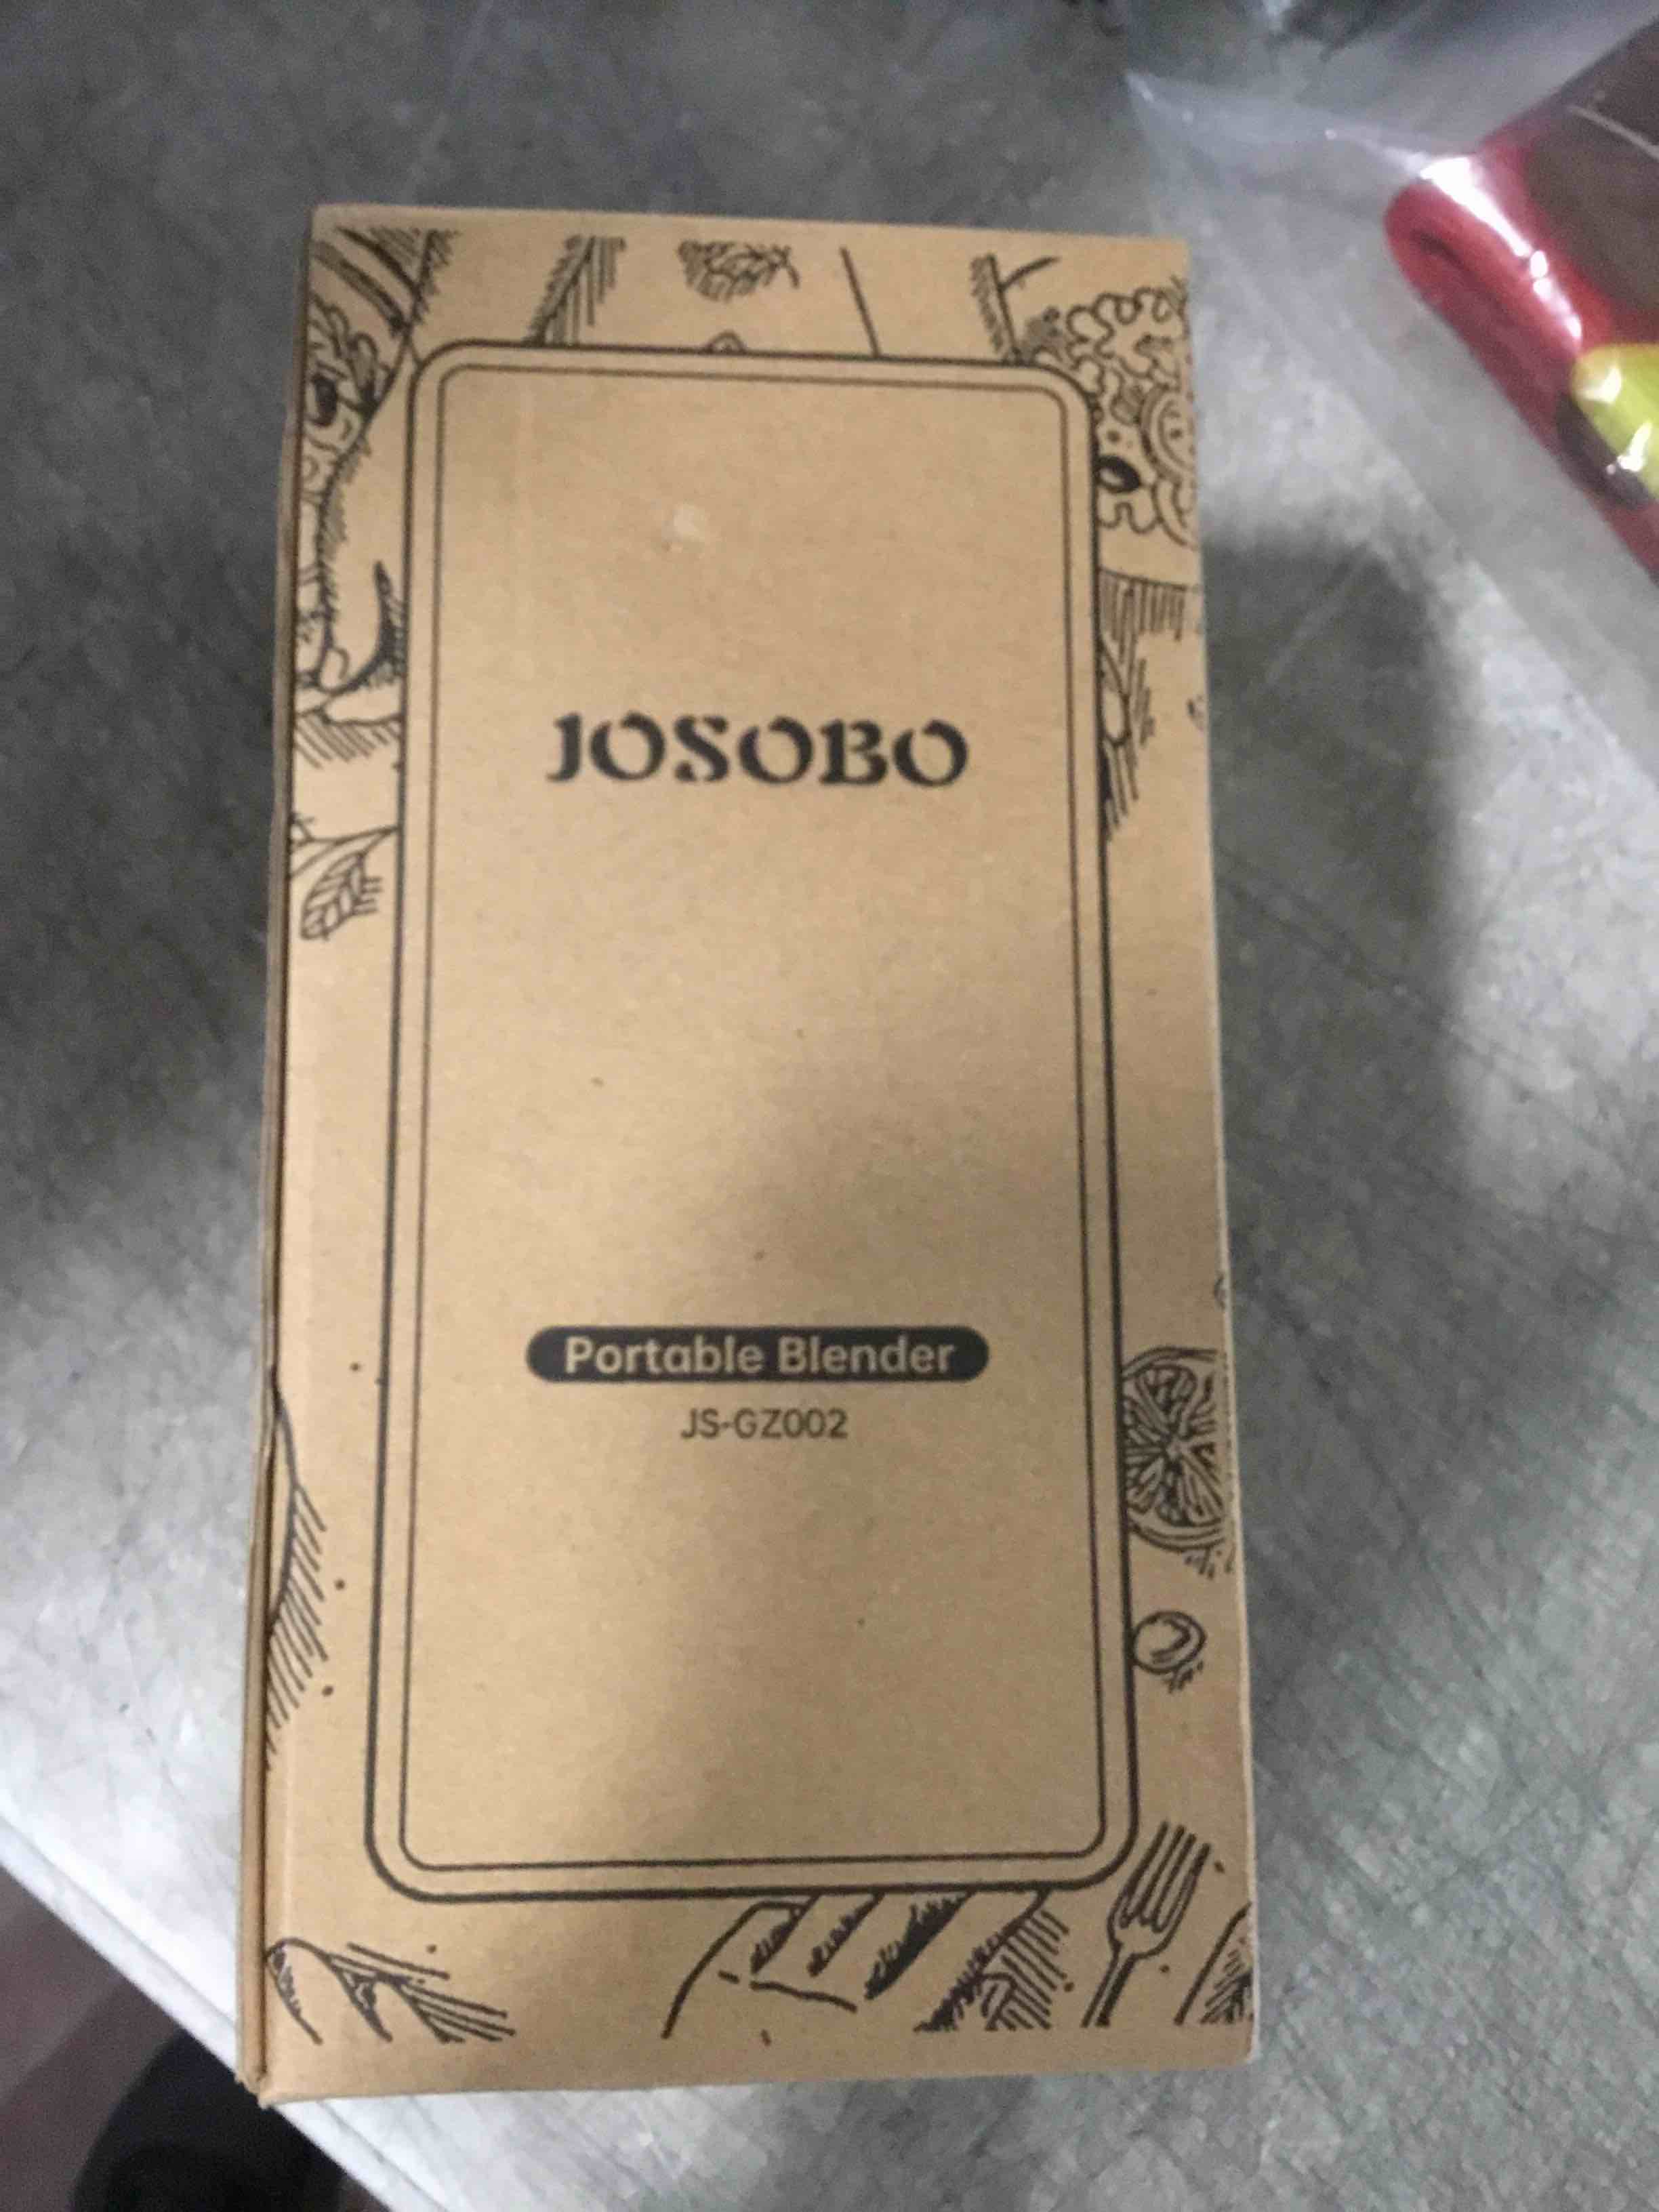 JOSOBO
Portable Blender
JS-GZ002